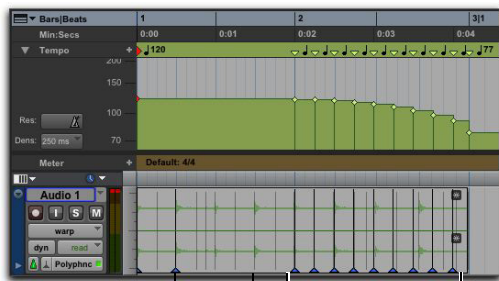 Bars|Beats 1 2 3|1
Min:Secs 0:00 0:01 0:02 0:03 0:04
Tempo + 120 77
200
150
Res: 100
Dens: 250 ms 70
Meter + Default: 4/4
Audio 1
I S M
warp
dyn read
Polyphnc